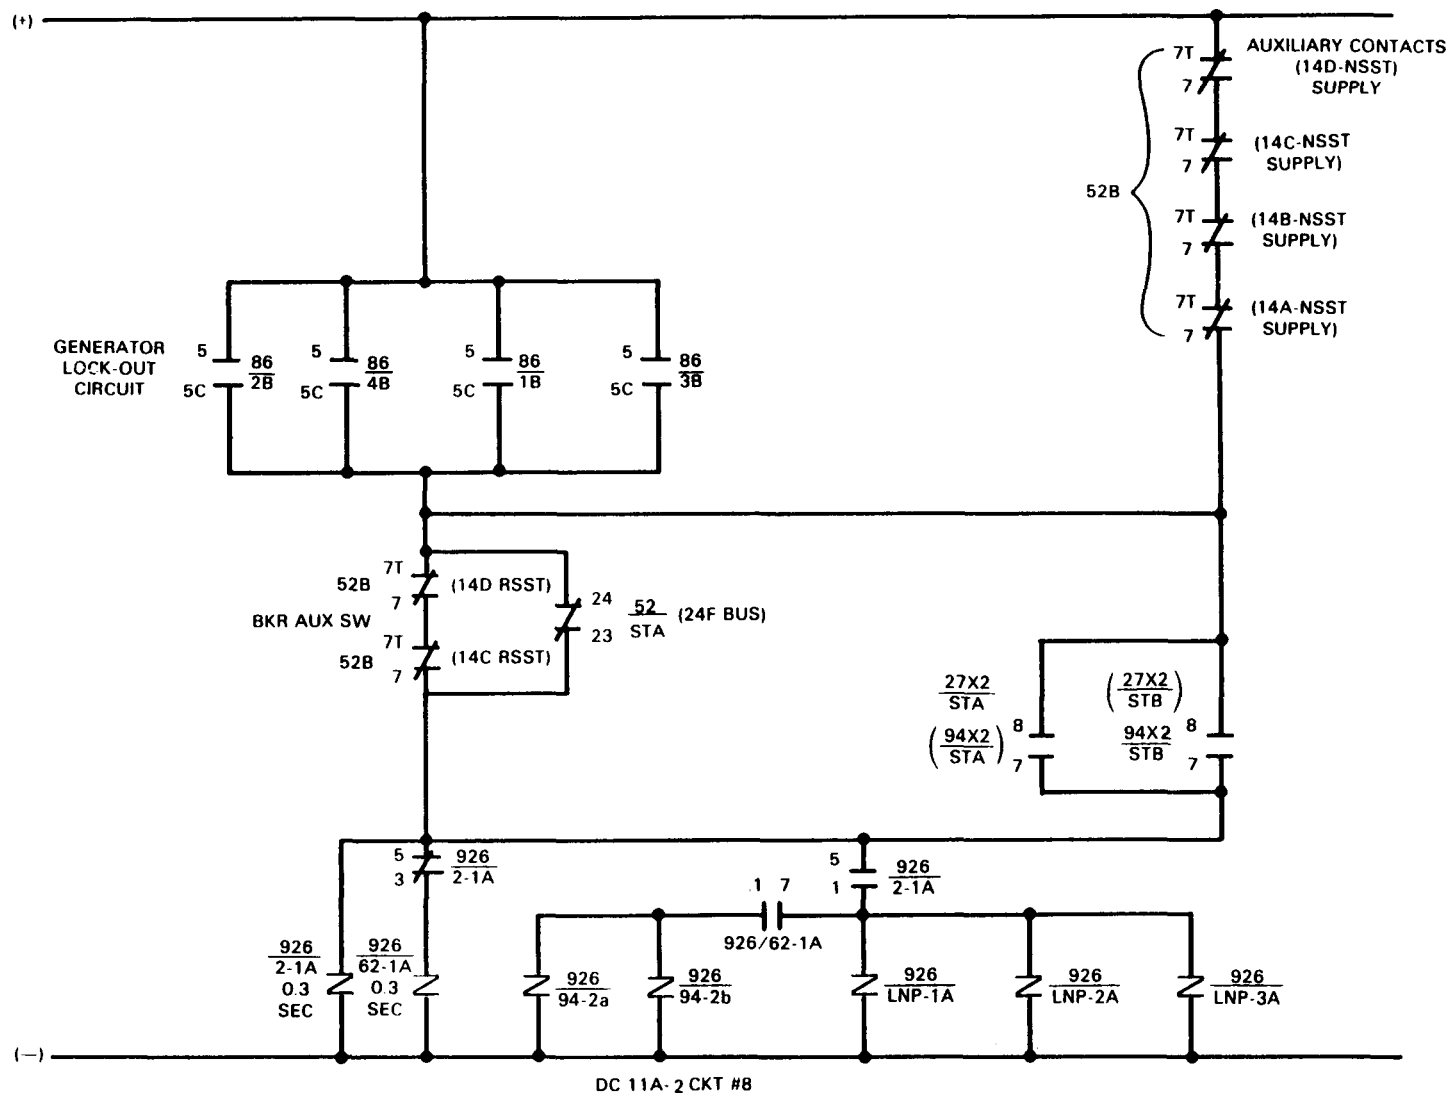 (+)
7T
7
AUXILIARY CONTACTS
(14D-NSST)
SUPPLY
7T
7
(14C-NSST
SUPPLY)
52B
7T
7
(14B-NSST
SUPPLY)
7T
7
(14A-NSST
SUPPLY)
GENERATOR
LOCK-OUT
CIRCUIT
5
5C
86
2B
5
5C
86
4B
5
5C
86
1B
5
5C
86
3B
52B
7T
7
(14D RSST)
BKR AUX SW
52B
7T
7
(14C RSST)
24
23
52
STA
(24F BUS)
27X2
STA
(94X2
STA)
8
7
(27X2
STB)
94X2
STB
8
7
5
3
926
2-1A
5
1
926
2-1A
1 7
926/62-1A
926
2-1A
0.3
SEC
926
62-1A
0.3
SEC
926
94-2a
926
94-2b
926
LNP-1A
926
LNP-2A
926
LNP-3A
(—)
DC 11A-2 CKT #8